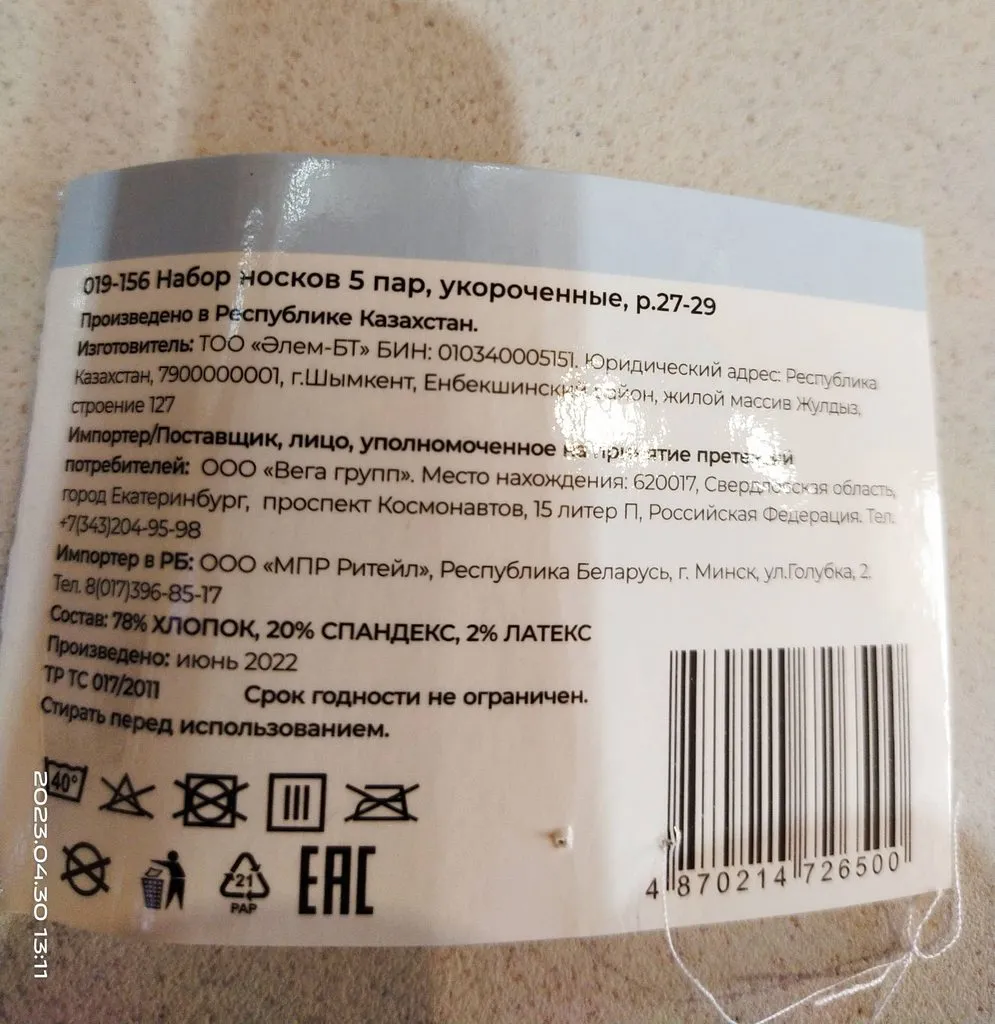 019-156 Набор носков 5 пар, укороченные, р.27-29
Произведено в Республике Казахстан.
Изготовитель: ТОО «Әлем-БТ» БИН: 010340005151. Юридический адрес: Республика
Казахстан, 7900000001, г.Шымкент, Енбекшинский район, жилой массив Жулдыз,
строение 127
Импортер/Поставщик, лицо, уполномоченное на принятие претензий
потребителей: ООО «Вега групп». Место нахождения: 620017, Свердловская область,
город Екатеринбург, проспект Космонавтов, 15 литер П, Российская Федерация. Тел:
+7(343)204-95-98
Импортер в РБ: ООО «МПР Ритейл», Республика Беларусь, г. Минск, ул.Голубка, 2.
Тел. 8(017)396-85-17
Состав: 78% ХЛОПОК, 20% СПАНДЕКС, 2% ЛАТЕКС
Произведено: июнь 2022
ТР ТС 017/2011 Срок годности не ограничен.
Стирать перед использованием.
40°
21
PAP
EAC
4 870214 726500
2023.04.30 13:11